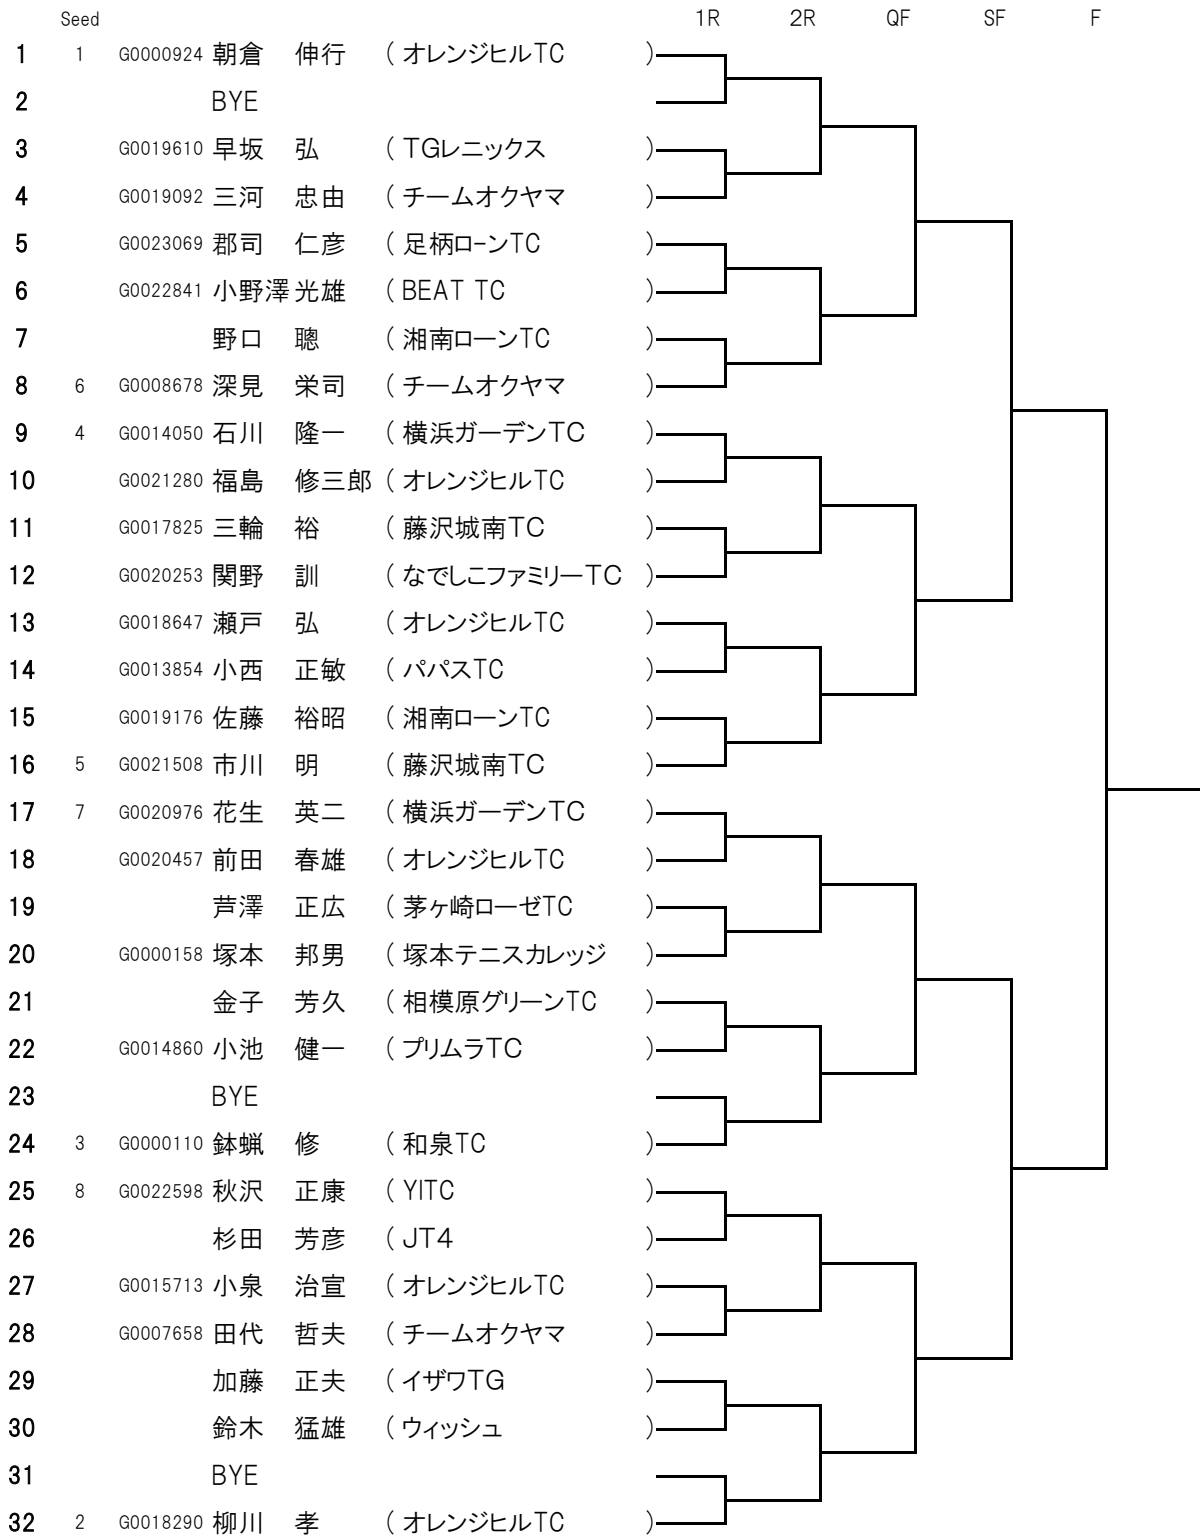 Seed 1R 2R QF SF F
1 1 G0000924 朝倉 伸行 ( オレンジヒルTC )
2 BYE
3 G0019610 早坂 弘 ( TGレニックス )
4 G0019092 三河 忠由 ( チームオクヤマ )
5 G0023069 郡司 仁彦 ( 足柄ローンTC )
6 G0022841 小野澤 光雄 ( BEAT TC )
7 野口 聰 ( 湘南ローンTC )
8 6 G0008678 深見 栄司 ( チームオクヤマ )
9 4 G0014050 石川 隆一 ( 横浜ガーデンTC )
10 G0021280 福島 修三郎 ( オレンジヒルTC )
11 G0017825 三輪 裕 ( 藤沢城南TC )
12 G0020253 関野 訓 ( なでしこファミリーTC )
13 G0018647 瀬戸 弘 ( オレンジヒルTC )
14 G0013854 小西 正敏 ( パパスTC )
15 G0019176 佐藤 裕昭 ( 湘南ローンTC )
16 5 G0021508 市川 明 ( 藤沢城南TC )
17 7 G0020976 花生 英二 ( 横浜ガーデンTC )
18 G0020457 前田 春雄 ( オレンジヒルTC )
19 芦澤 正広 ( 茅ヶ崎ローゼTC )
20 G0000158 塚本 邦男 ( 塚本テニスカレッジ )
21 金子 芳久 ( 相模原グリーンTC )
22 G0014860 小池 健一 ( プリムラTC )
23 BYE
24 3 G0000110 鉢蝋 修 ( 和泉TC )
25 8 G0022598 秋沢 正康 ( YITC )
26 杉田 芳彦 ( JT4 )
27 G0015713 小泉 治宣 ( オレンジヒルTC )
28 G0007658 田代 哲夫 ( チームオクヤマ )
29 加藤 正夫 ( イザワTG )
30 鈴木 猛雄 ( ウィッシュ )
31 BYE
32 2 G0018290 柳川 孝 ( オレンジヒルTC )